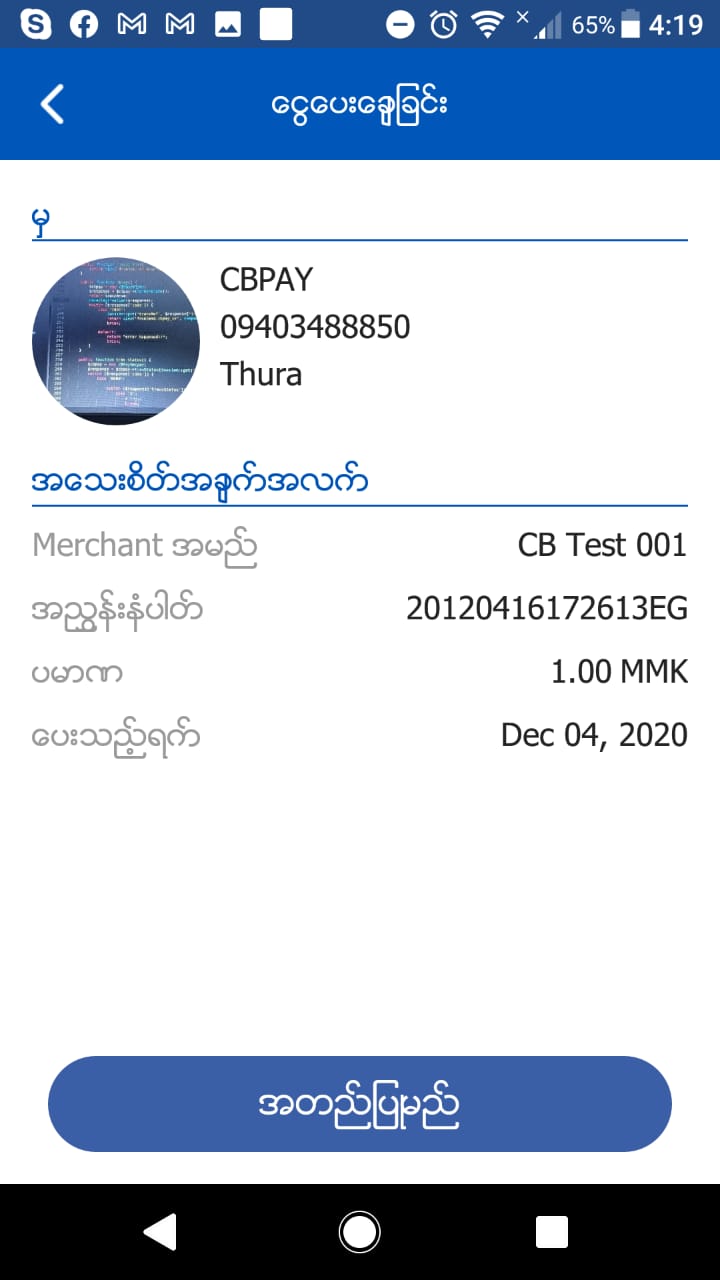 65% 4:19
ငွေပေးချေခြင်း
မှ
CBPAY
09403488850
Thura
အသေးစိတ်အချက်အလက်
Merchant အမည် CB Test 001
အညွှန်းနံပါတ် 20120416172613EG
ပမာဏ 1.00 MMK
ပေးသည့်ရက် Dec 04, 2020
အတည်ပြုမည်